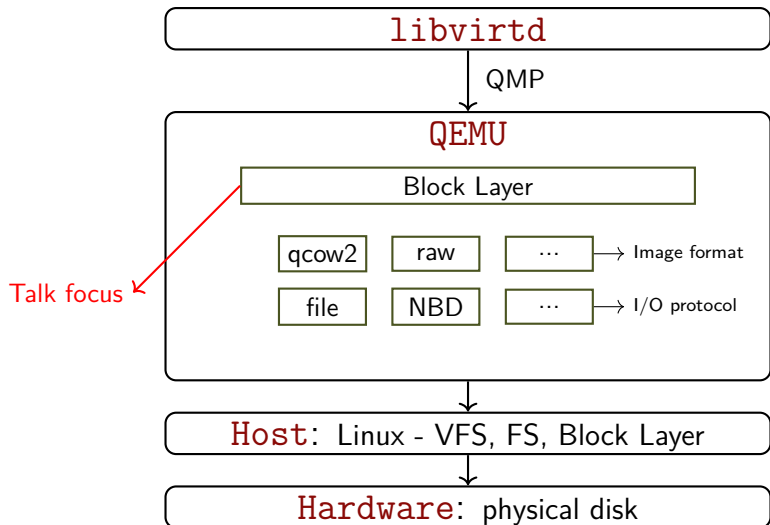 libvirtd
QMP
QEMU
Block Layer
qcow2 raw ... Image format
Talk focus
file NBD ... I/O protocol
Host: Linux - VFS, FS, Block Layer
Hardware: physical disk